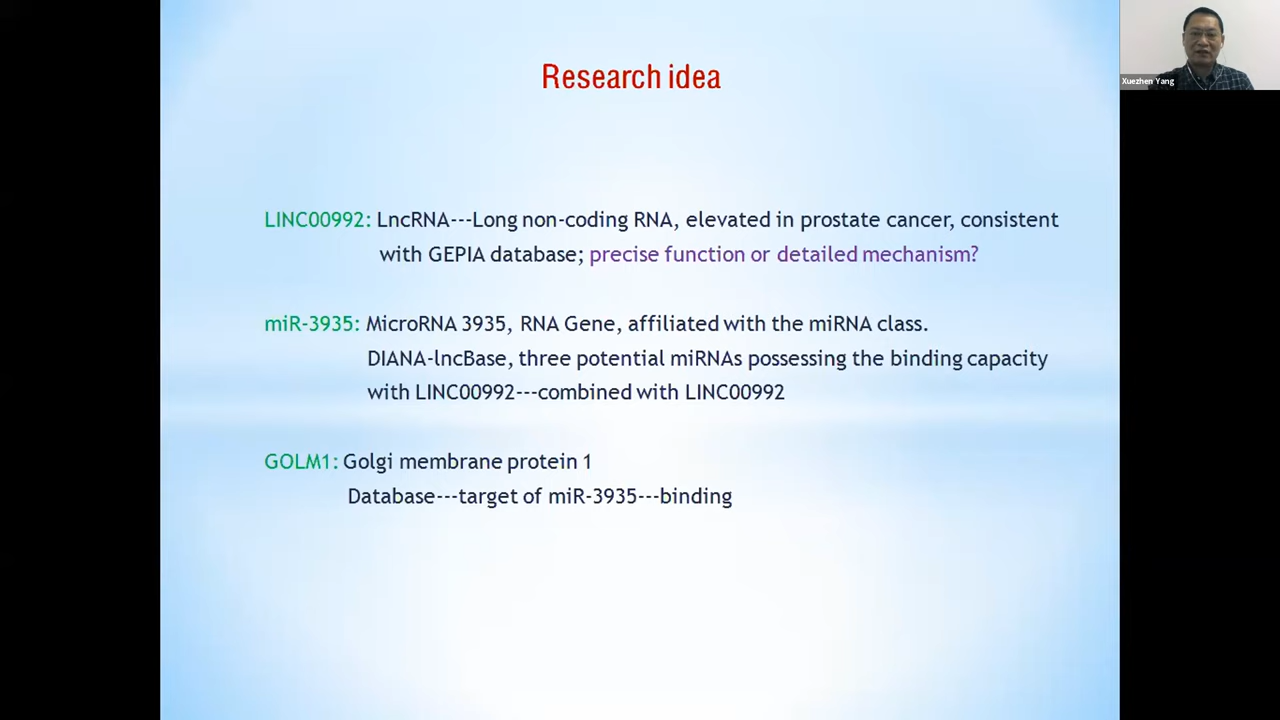 Research idea
Xuezhen Yang
LINC00992: LncRNA---Long non-coding RNA, elevated in prostate cancer, consistent
with GEPIA database; precise function or detailed mechanism?
miR-3935: MicroRNA 3935, RNA Gene, affiliated with the miRNA class.
DIANA-lncBase, three potential miRNAs possessing the binding capacity
with LINC00992---combined with LINC00992
GOLM1: Golgi membrane protein 1
Database---target of miR-3935---binding